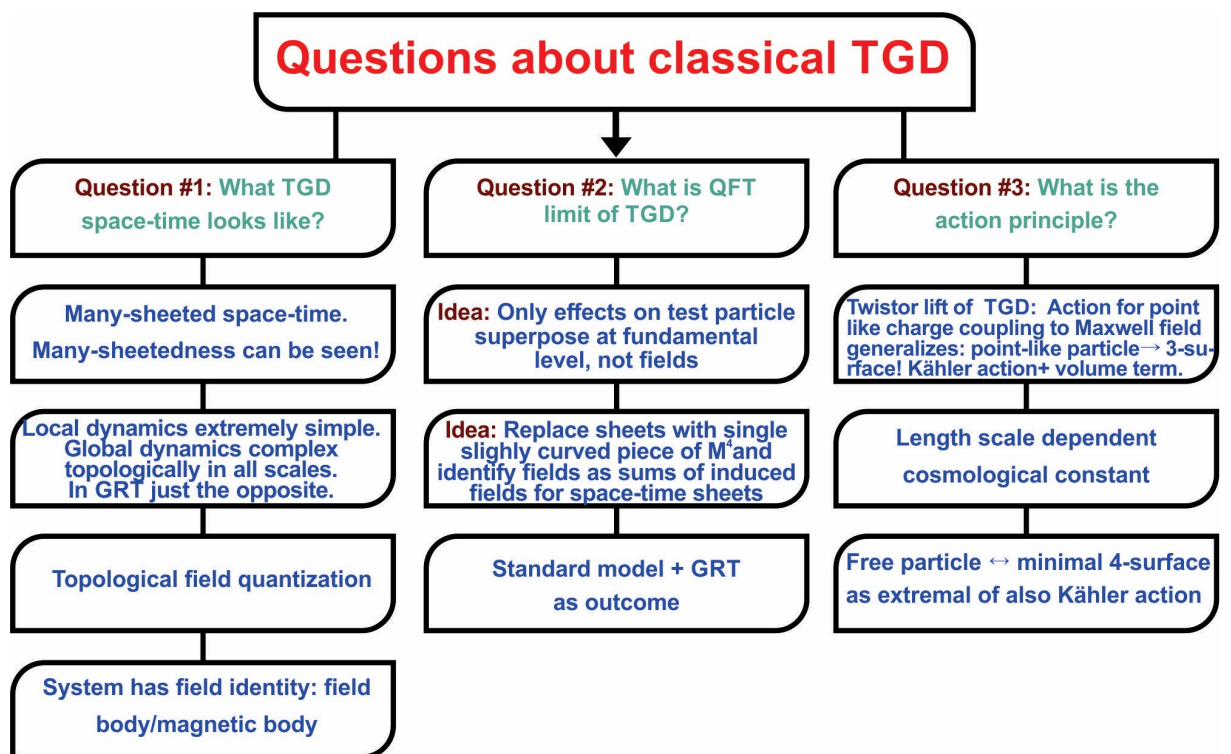 Questions about classical TGD
Question #1: What TGD
space-time looks like?
Many-sheeted space-time.
Many-sheetedness can be seen!
Local dynamics extremely simple.
Global dynamics complex
topologically in all scales.
In GRT just the opposite.
Topological field quantization
System has field identity: field
body/magnetic body
Question #2: What is QFT
limit of TGD?
Idea: Only effects on test particle
superpose at fundamental
level, not fields
Idea: Replace sheets with single
slighly curved piece of M⁴and
identify fields as sums of induced
fields for space-time sheets
Standard model + GRT
as outcome
Question #3: What is the
action principle?
Twistor lift of TGD: Action for point
like charge coupling to Maxwell field
generalizes: point-like particle→ 3-su-
rface! Kähler action+ volume term.
Length scale dependent
cosmological constant
Free particle ↔ minimal 4-surface
as extremal of also Kähler action